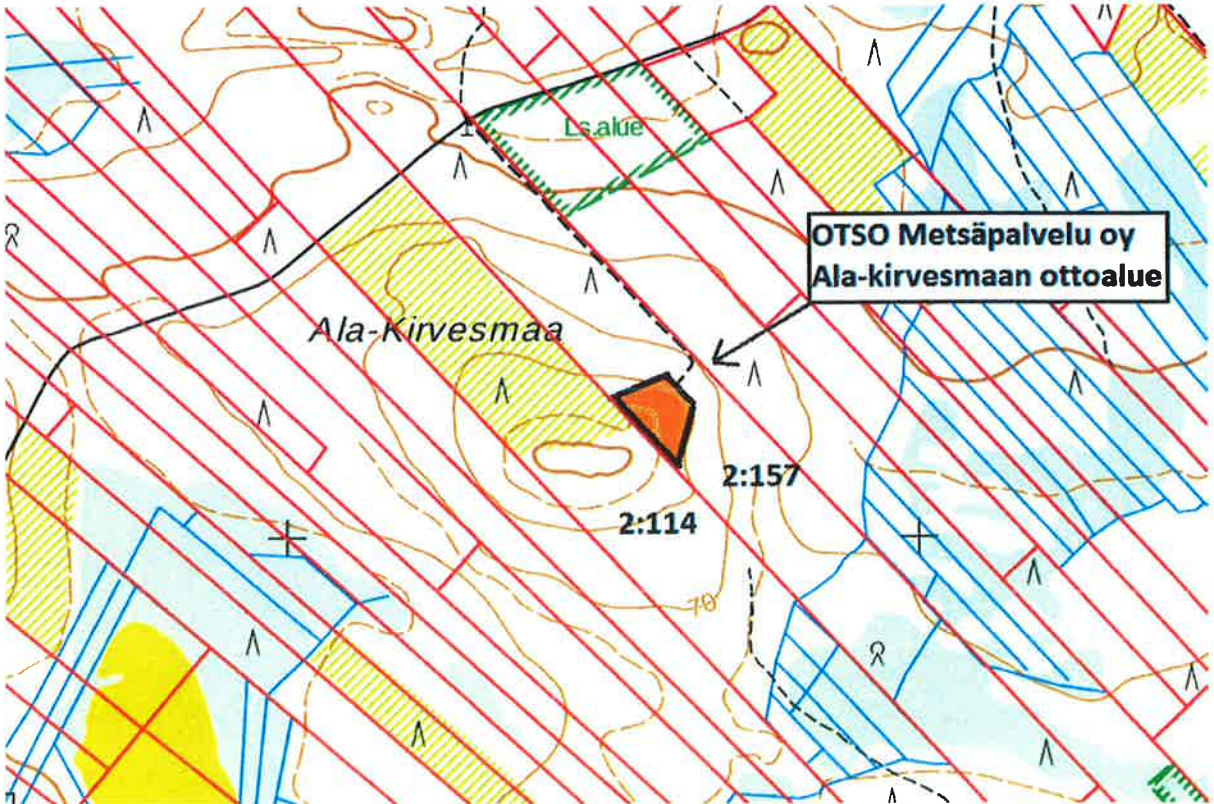 Ls.alue
OTSO Metsäpalvelu oy
Ala-kirvesmaan ottoalue
Ala-Kirvesmaa
2:157
2:114
70